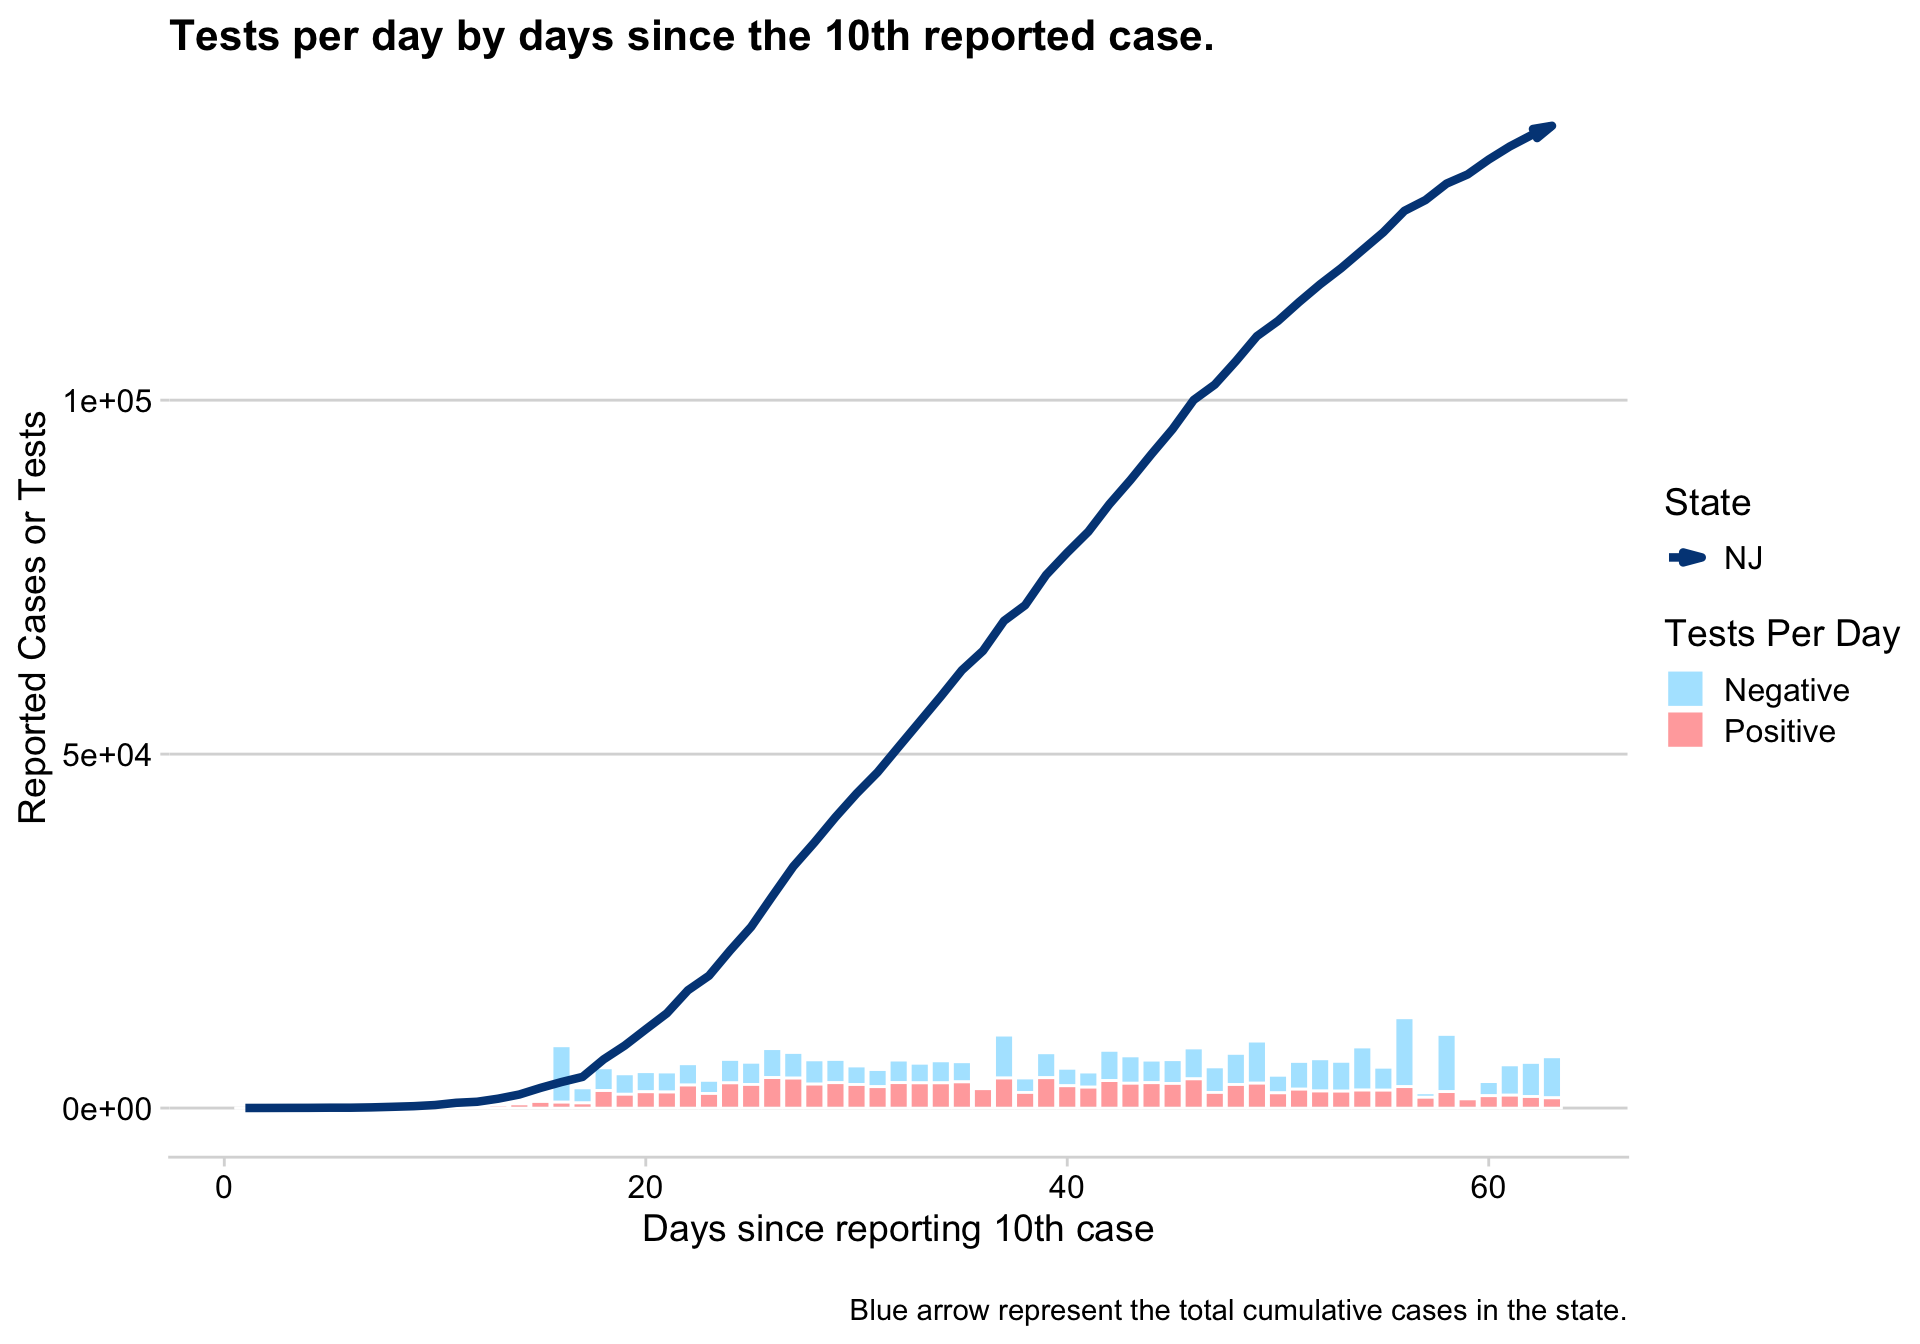 Tests per day by days since the 10th reported case.
Reported Cases or Tests
1e+05
5e+04
0e+00
0 20 40 60
Days since reporting 10th case
State
NJ
Tests Per Day
Negative
Positive
Blue arrow represent the total cumulative cases in the state.